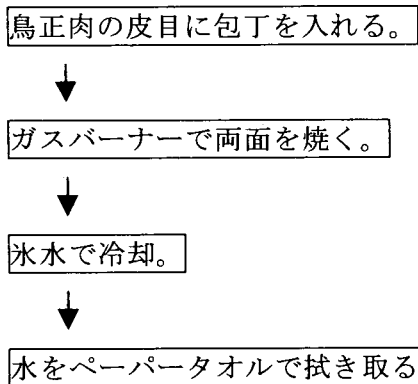 鳥正肉の皮目に包丁を入れる。
ガスバーナーで両面を焼く。
氷水で冷却。
水をペーパータオルで拭き取る